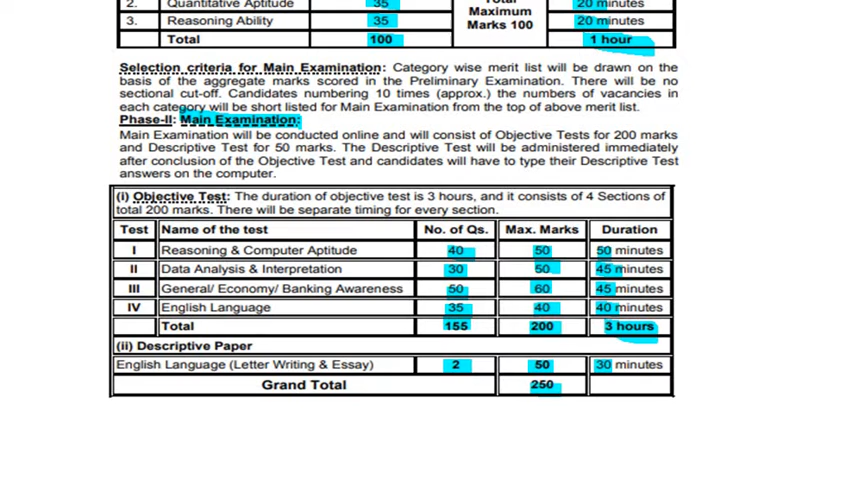 2. Quantitative Aptitude 35 Total 20 minutes
Maximum
3. Reasoning Ability 35 Marks 100 20 minutes
Total 100 1 hour
Selection criteria for Main Examination: Category wise merit list will be drawn on the
basis of the aggregate marks scored in the Preliminary Examination. There will be no
sectional cut-off. Candidates numbering 10 times (approx.) the numbers of vacancies in
each category will be short listed for Main Examination from the top of above merit list.
Phase-II: Main Examination:
Main Examination will be conducted online and will consist of Objective Tests for 200 marks
and Descriptive Test for 50 marks. The Descriptive Test will be administered immediately
after conclusion of the Objective Test and candidates will have to type their Descriptive Test
answers on the computer.
(i) Objective Test: The duration of objective test is 3 hours, and it consists of 4 Sections of
total 200 marks. There will be separate timing for every section.
Test Name of the test No. of Qs. Max. Marks Duration
I Reasoning & Computer Aptitude 40 50 50 minutes
II Data Analysis & Interpretation 30 50 45 minutes
III General/ Economy/ Banking Awareness 50 60 45 minutes
IV English Language 35 40 40 minutes
Total 155 200 3 hours
(ii) Descriptive Paper
English Language (Letter Writing & Essay) 2 50 30 minutes
Grand Total 250